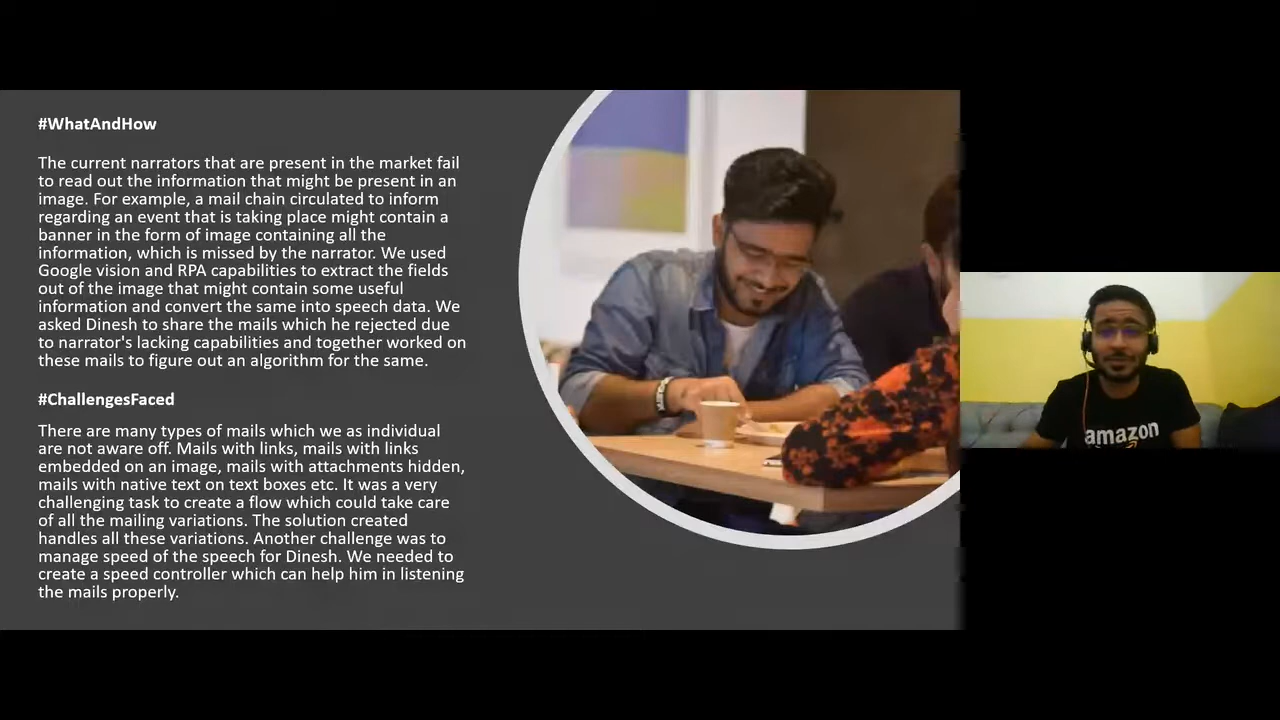 #WhatAndHow
The current narrators that are present in the market fail
to read out the information that might be present in an
image. For example, a mail chain circulated to inform
regarding an event that is taking place might contain a
banner in the form of image containing all the
information, which is missed by the narrator. We used
Google vision and RPA capabilities to extract the fields
out of the image that might contain some useful
information and convert the same into speech data. We
asked Dinesh to share the mails which he rejected due
to narrator's lacking capabilities and together worked on
these mails to figure out an algorithm for the same.
#ChallengesFaced
There are many types of mails which we as individual
are not aware off. Mails with links, mails with links
embedded on an image, mails with attachments hidden,
mails with native text on text boxes etc. It was a very
challenging task to create a flow which could take care
of all the mailing variations. The solution created
handles all these variations. Another challenge was to
manage speed of the speech for Dinesh. We needed to
create a speed controller which can help him in listening
the mails properly.
amazon